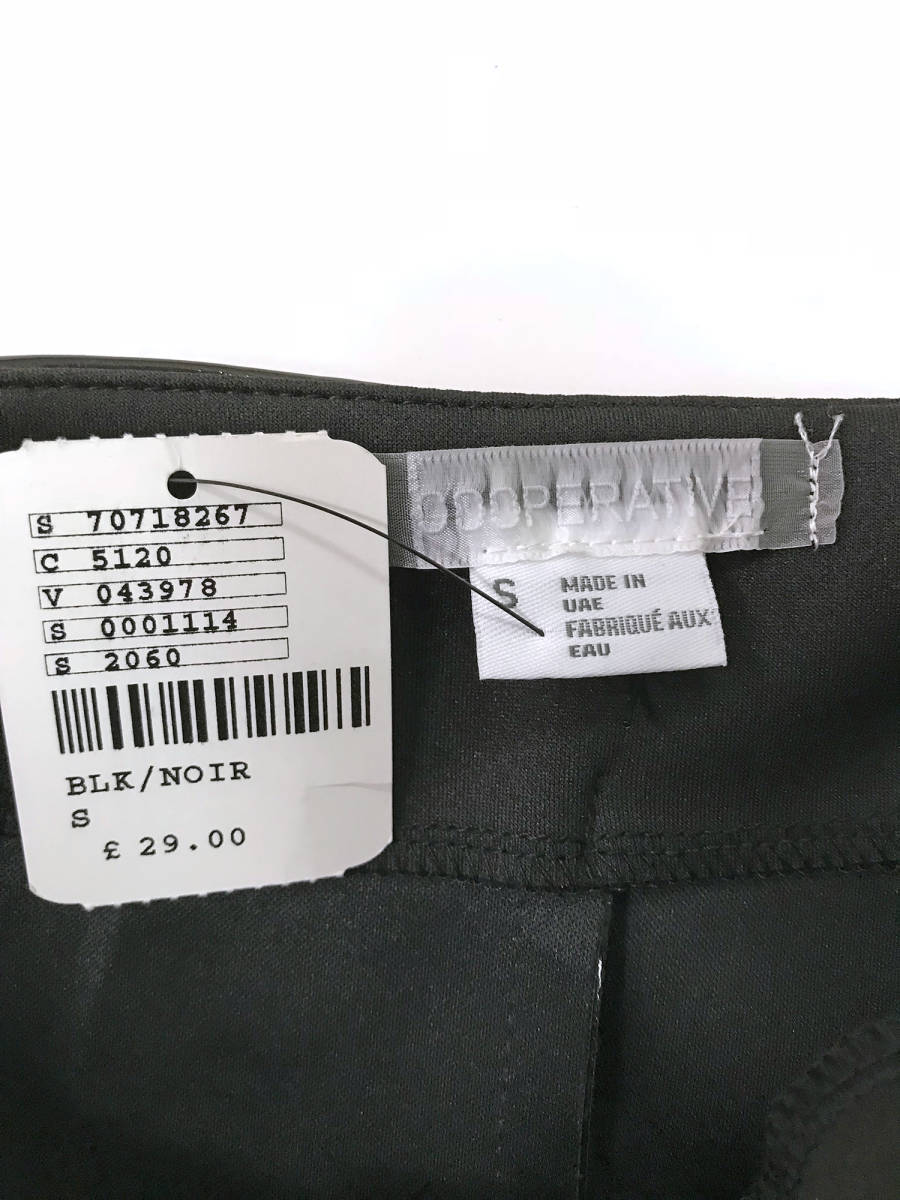 S 70718267
C 5120
V 043978
S 0001114
S 2060
BLK/NOIR
S
£ 29.00
COOPERATIVE
S
MADE IN
UAE
FABRIQUÉ AUX
EAU